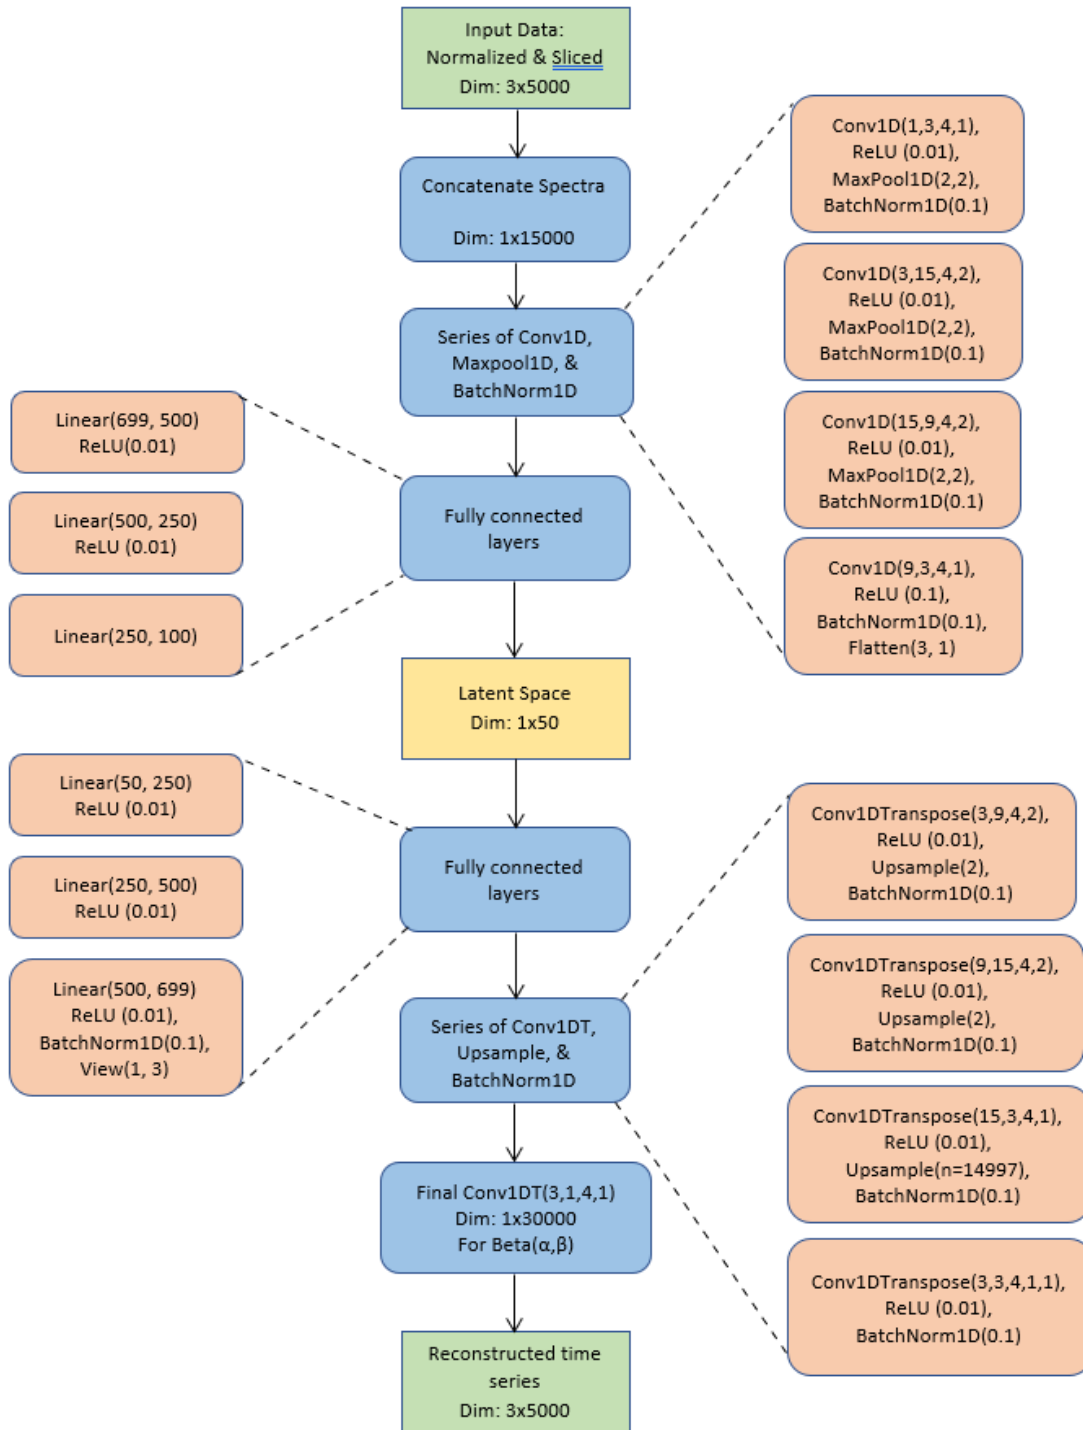 Input Data:
Normalized & Sliced
Dim: 3x5000
Concatenate Spectra
Dim: 1x15000
Series of Conv1D,
Maxpool1D, &
BatchNorm1D
Conv1D(1,3,4,1),
ReLU (0.01),
MaxPool1D(2,2),
BatchNorm1D(0.1)
Conv1D(3,15,4,2),
ReLU (0.01),
MaxPool1D(2,2),
BatchNorm1D(0.1)
Conv1D(15,9,4,2),
ReLU (0.01),
MaxPool1D(2,2),
BatchNorm1D(0.1)
Conv1D(9,3,4,1),
ReLU (0.1),
BatchNorm1D(0.1),
Flatten(3, 1)
Fully connected
layers
Linear(699, 500)
ReLU(0.01)
Linear(500, 250)
ReLU (0.01)
Linear(250, 100)
Latent Space
Dim: 1x50
Fully connected
layers
Linear(50, 250)
ReLU (0.01)
Linear(250, 500)
ReLU (0.01)
Linear(500, 699)
ReLU (0.01),
BatchNorm1D(0.1),
View(1, 3)
Series of Conv1DT,
Upsample, &
BatchNorm1D
Conv1DTranspose(3,9,4,2),
ReLU (0.01),
Upsample(2),
BatchNorm1D(0.1)
Conv1DTranspose(9,15,4,2),
ReLU (0.01),
Upsample(2),
BatchNorm1D(0.1)
Conv1DTranspose(15,3,4,1),
ReLU (0.01),
Upsample(n=14997),
BatchNorm1D(0.1)
Conv1DTranspose(3,3,4,1,1),
ReLU (0.01),
BatchNorm1D(0.1)
Final Conv1DT(3,1,4,1)
Dim: 1x30000
For Beta(α,β)
Reconstructed time
series
Dim: 3x5000